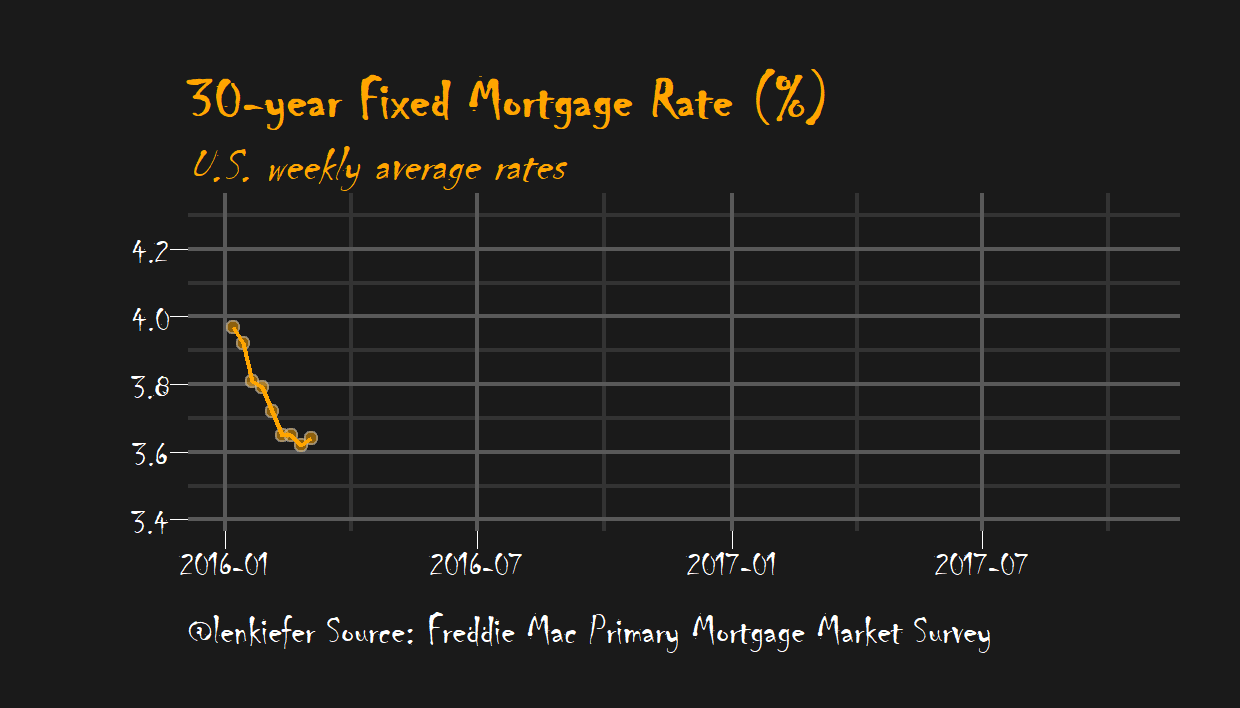 30-year Fixed Mortgage Rate (%)
U.S. weekly average rates
4.2
4.0
3.8
3.6
3.4
2016-01 2016-07 2017-01 2017-07
@lenkiefer Source: Freddie Mac Primary Mortgage Market Survey